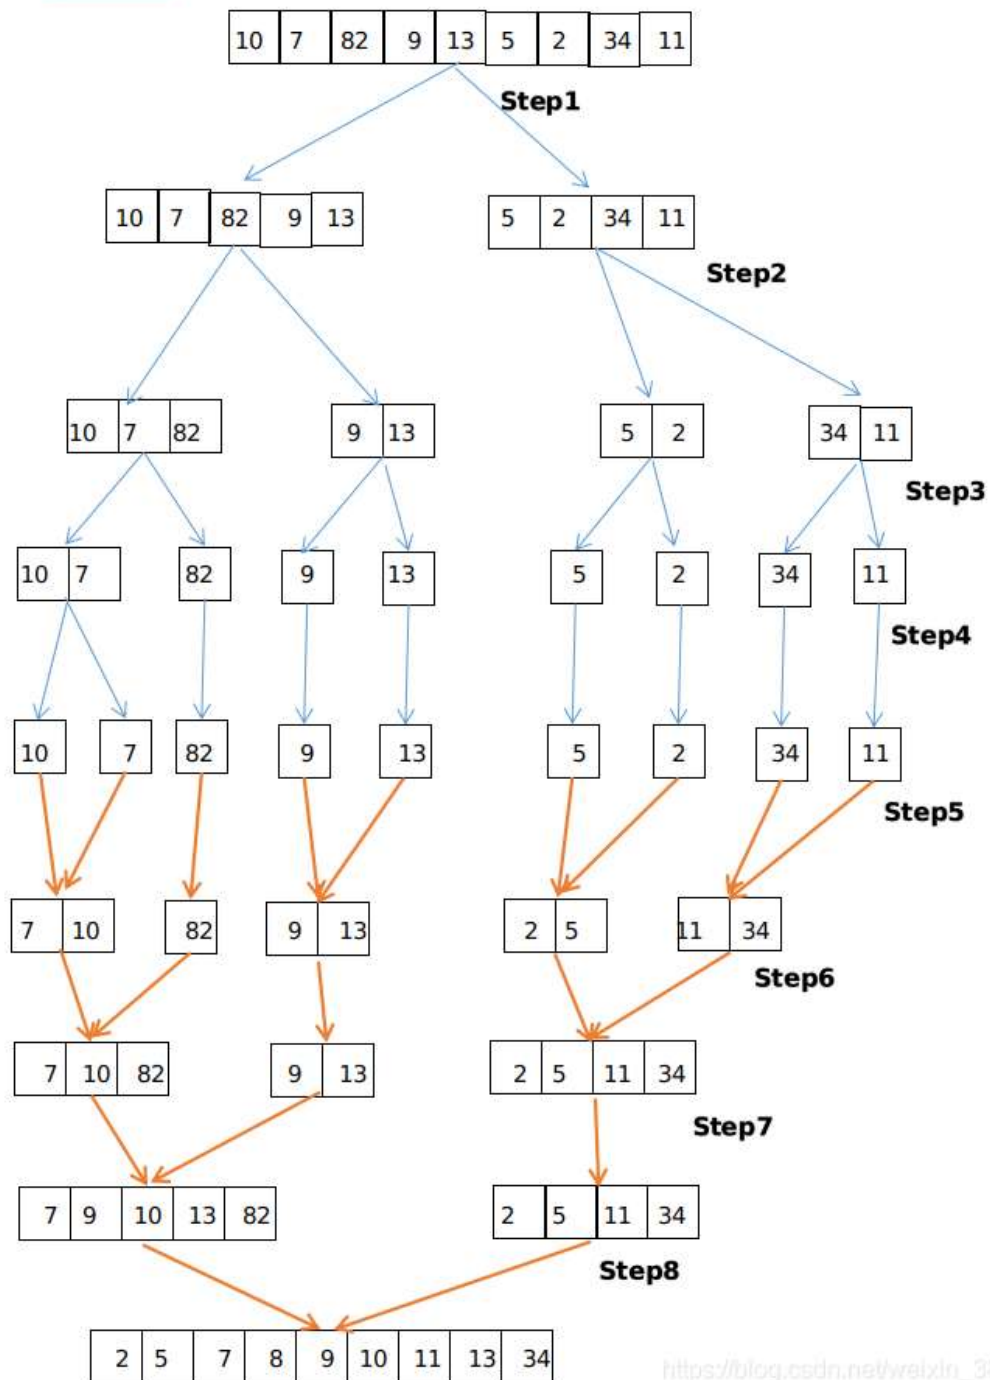 10 7 82 9 13 5 2 34 11
Step1
10 7 82 9 13 5 2 34 11
Step2
10 7 82 9 13 5 2 34 11
Step3
10 7 82 9 13 5 2 34 11
Step4
10 7 82 9 13 5 2 34 11
Step5
7 10 82 9 13 2 5 11 34
Step6
7 10 82 9 13 2 5 11 34
Step7
7 9 10 13 82 2 5 11 34
Step8
2 5 7 8 9 10 11 13 34